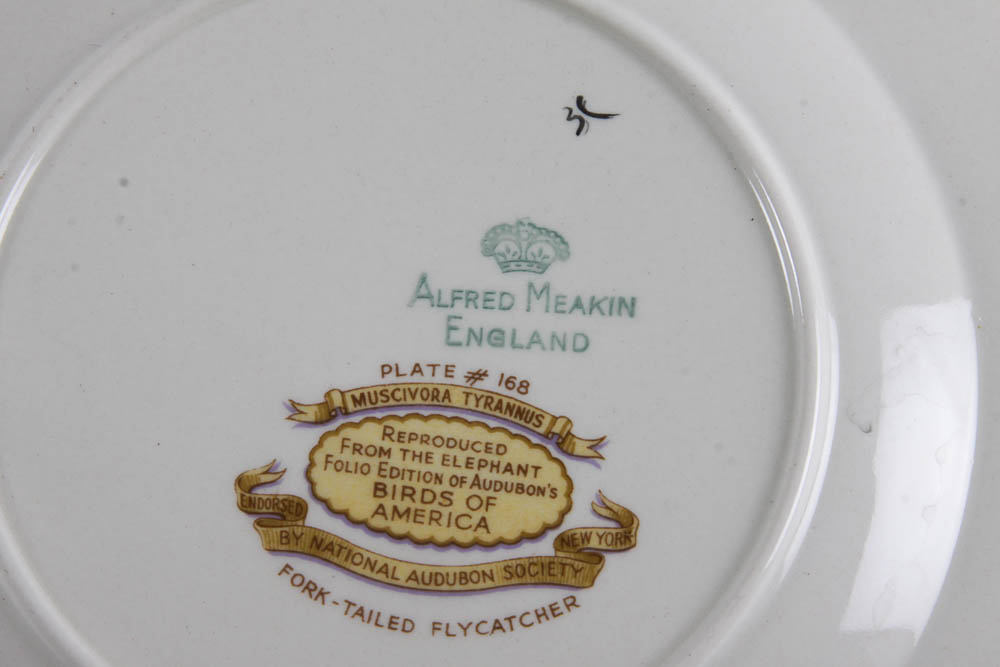 ALFRED MEAKIN
ENGLAND
PLATE # 168
MUSCIVORA TYRANNUS
REPRODUCED
FROM THE ELEPHANT
FOLIO EDITION OF AUDUBON'S
BIRDS OF
AMERICA
ENDORSED BY NATIONAL AUDUBON SOCIETY NEW YORK
FORK-TAILED FLYCATCHER